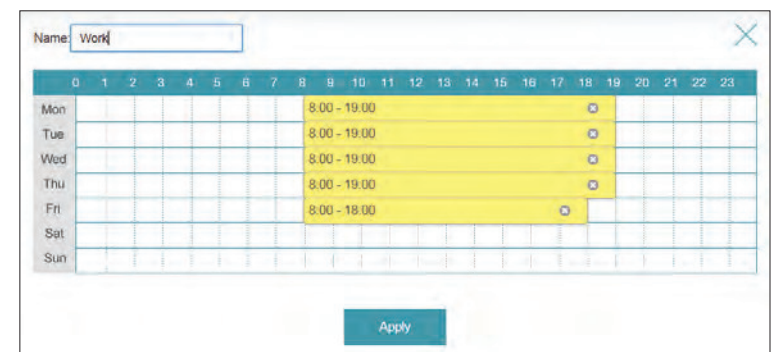 Name: Work
0 1 2 3 4 5 6 7 8 9 10 11 12 13 14 15 16 17 18 19 20 21 22 23
Mon 8:00 - 19:00
Tue 8:00 - 19:00
Wed 8:00 - 19:00
Thu 8:00 - 19:00
Fri 8:00 - 18:00
Sat
Sun
Apply